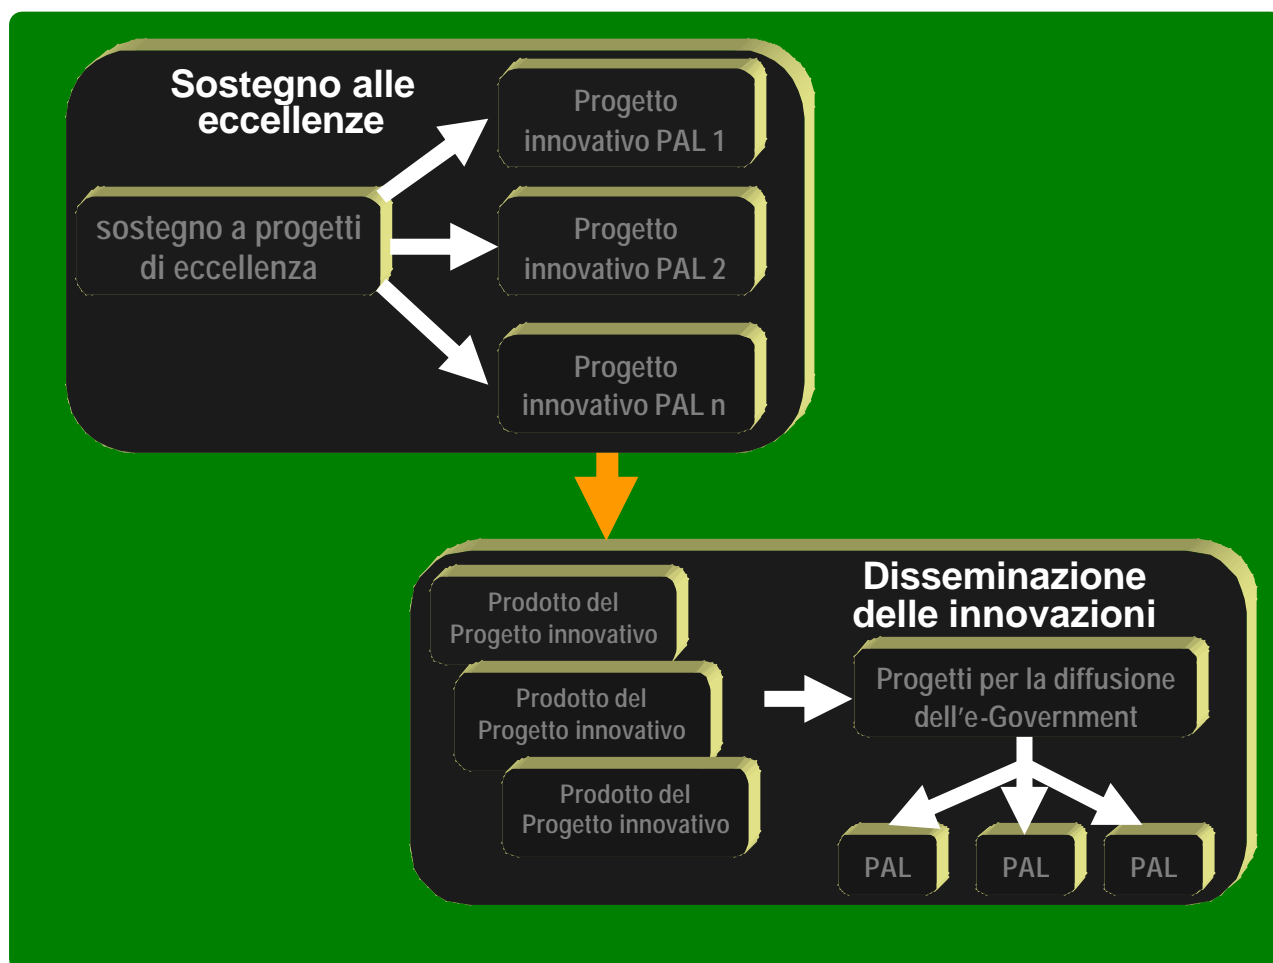 Sostegno alle
eccellenze
sostegno a progetti
di eccellenza
Progetto
innovativo PAL 1
Progetto
innovativo PAL 2
Progetto
innovativo PAL n
Prodotto del
Progetto innovativo
Prodotto del
Progetto innovativo
Prodotto del
Progetto innovativo
Disseminazione
delle innovazioni
Progetti per la diffusione
dell'e-Government
PAL
PAL
PAL